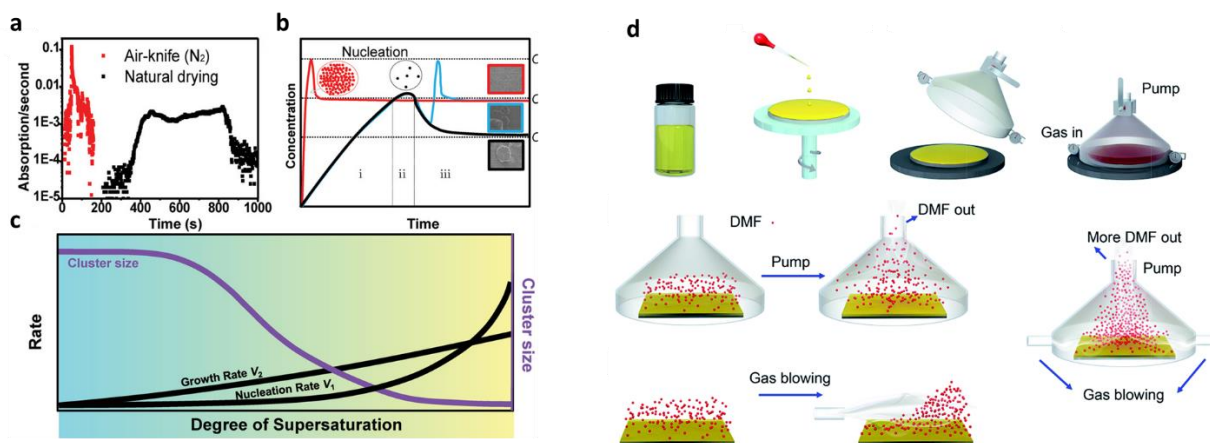 a
Absorption/second
0.1
0.01
1E-3
1E-4
1E-5
Air-knife (N₂)
Natural drying
0 200 400 600 800 1000
Time (s)
b
Concentration
Nucleation
C
C
C
i
ii
iii
Time
c
Rate
Cluster size
Growth Rate V₂
Nucleation Rate V₁
Cluster size
Degree of Supersaturation
d
Pump
Gas in
DMF
Pump
DMF out
More DMF out
Pump
Gas blowing
Gas blowing